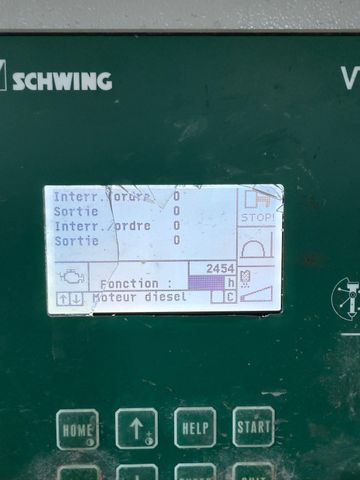 SCHWING
V
Interr./ordre 0
Sortie 0
Interr./ordre 0
Sortie 0
STOP!
2454
Fonction : h
Moteur diesel C
HOME ↑ HELP START